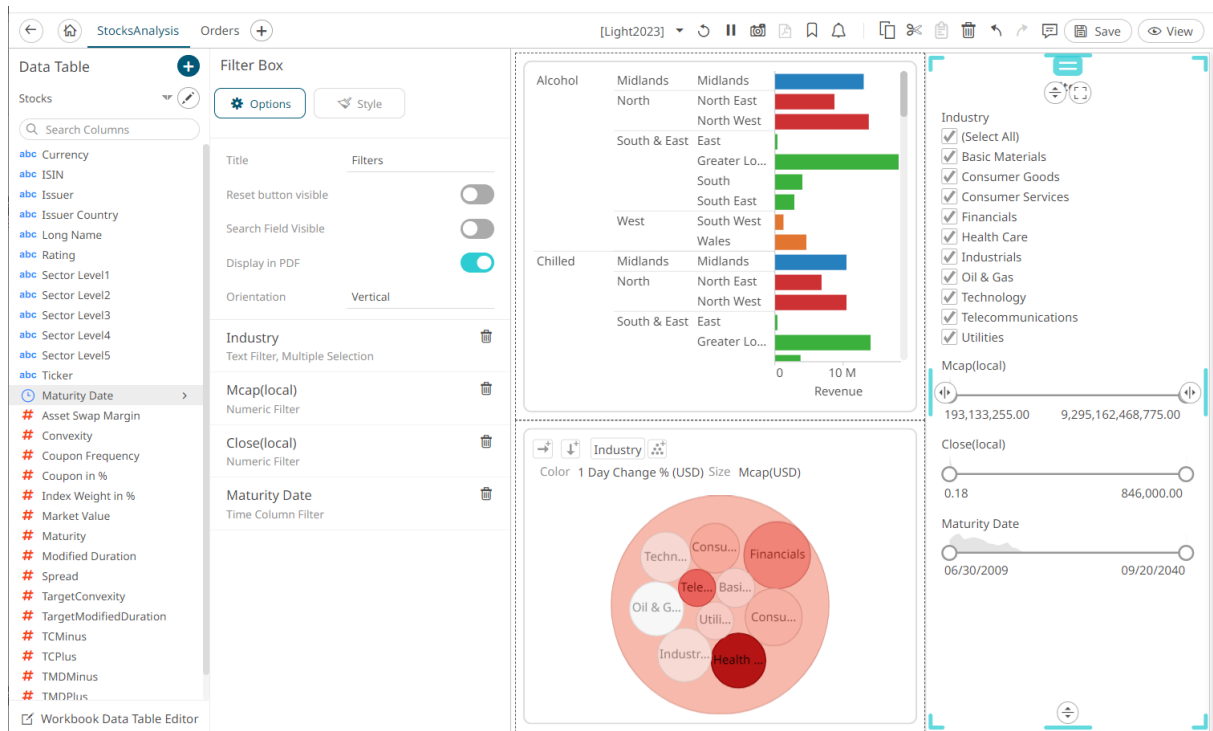 StocksAnalysis Orders
[Light2023]
Save
View
Data Table
Stocks
Search Columns
abc Currency
abc ISIN
abc Issuer
abc Issuer Country
abc Long Name
abc Rating
abc Sector Level1
abc Sector Level2
abc Sector Level3
abc Sector Level4
abc Sector Level5
abc Ticker
Maturity Date
# Asset Swap Margin
# Convexity
# Coupon Frequency
# Coupon in %
# Index Weight in %
# Market Value
# Maturity
# Modified Duration
# Spread
# TargetConvexity
# TargetModifiedDuration
# TCMinus
# TCPlus
# TMDMinus
# TMDPlus
Workbook Data Table Editor
Filter Box
Options
Style
Title Filters
Reset button visible
Search Field Visible
Display in PDF
Orientation Vertical
Industry
Text Filter, Multiple Selection
Mcap(local)
Numeric Filter
Close(local)
Numeric Filter
Maturity Date
Time Column Filter
Alcohol Midlands Midlands
North North East
North West
South & East East
Greater Lo...
South
South East
West South West
Wales
Chilled Midlands Midlands
North North East
North West
South & East East
Greater Lo...
0 10 M
Revenue
Industry
Color 1 Day Change % (USD) Size Mcap(USD)
Techn...
Consu...
Financials
Tele...
Basi...
Oil & G...
Utili...
Consu...
Industr...
Health ...
Industry
(Select All)
Basic Materials
Consumer Goods
Consumer Services
Financials
Health Care
Industrials
Oil & Gas
Technology
Telecommunications
Utilities
Mcap(local)
193,133,255.00 9,295,162,468,775.00
Close(local)
0.18 846,000.00
Maturity Date
06/30/2009 09/20/2040